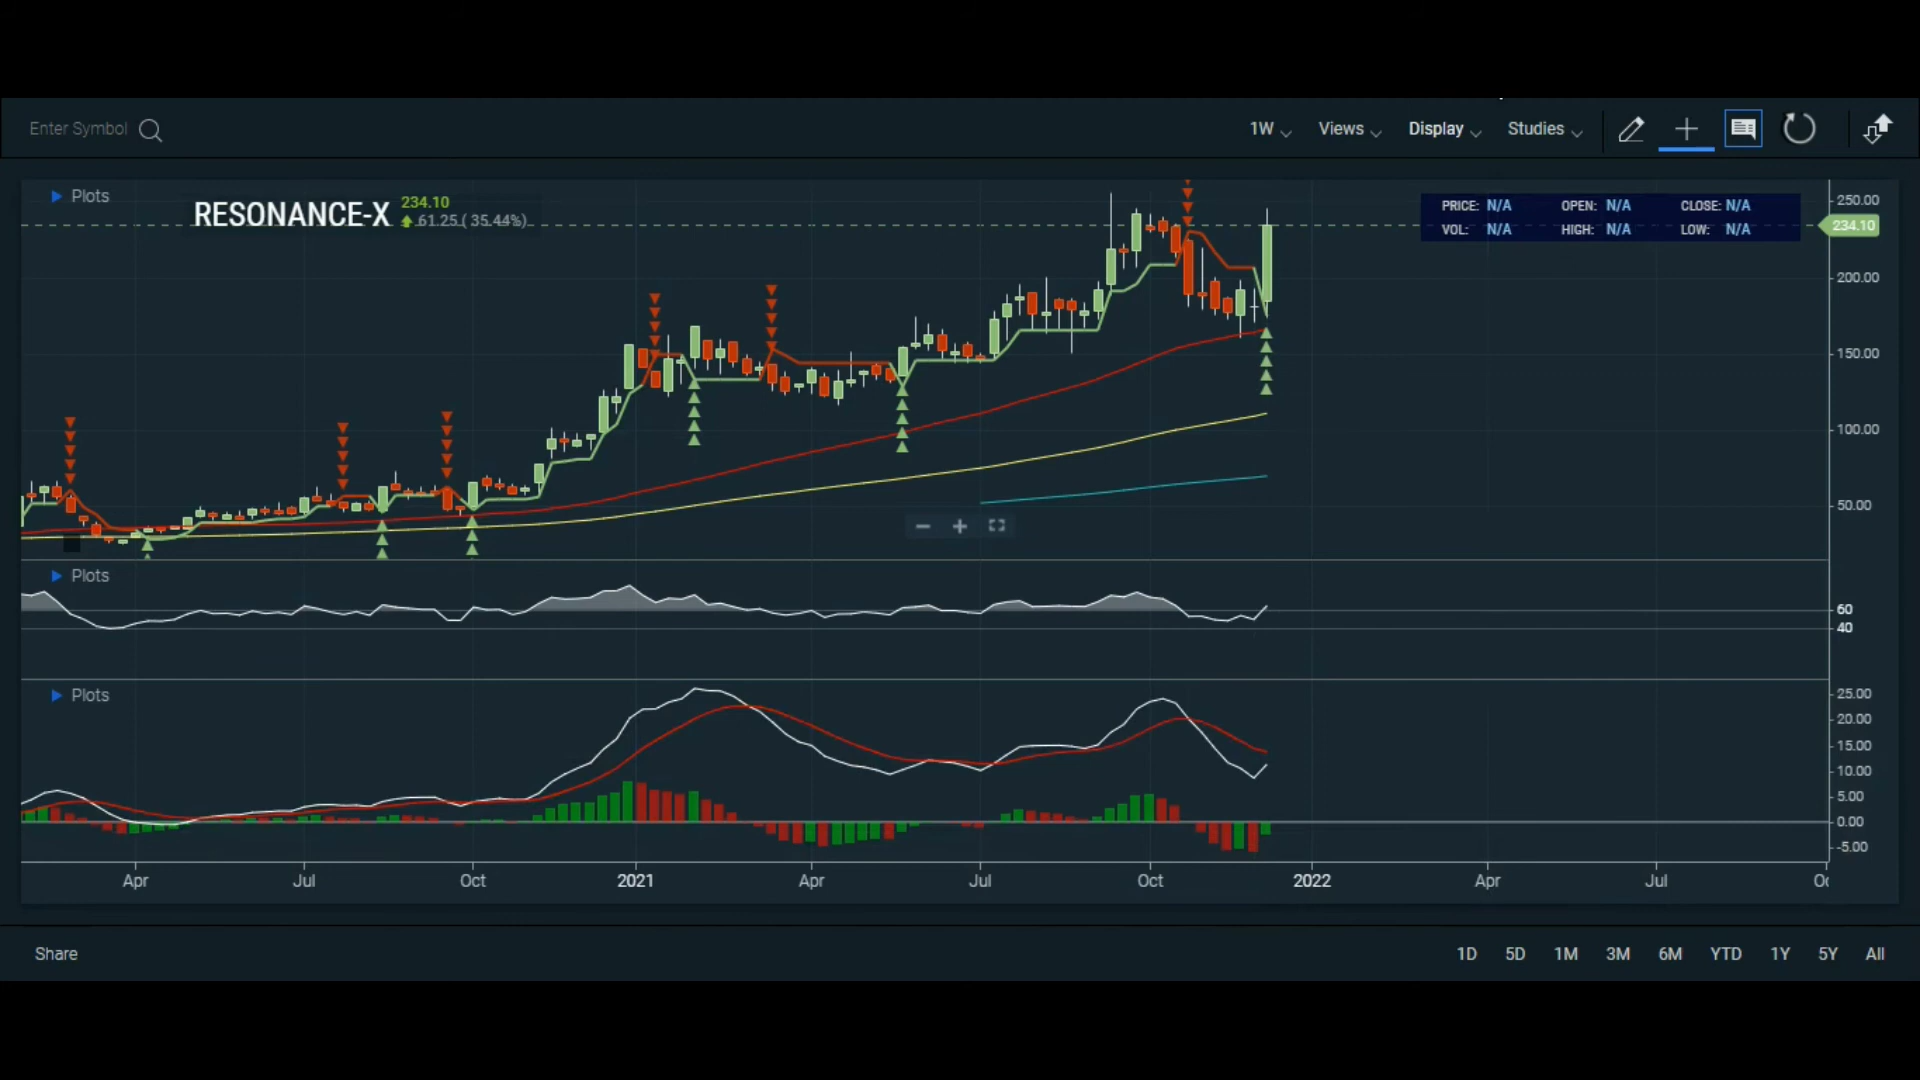 Enter Symbol
1W Views Display Studies
Plots
RESONANCE-X 234.10
61.25 ( 35.44%)
PRICE: N/A OPEN: N/A CLOSE: N/A
VOL: N/A HIGH: N/A LOW: N/A
250.00
234.10
200.00
150.00
100.00
50.00
Plots
60
40
Plots
25.00
20.00
15.00
10.00
5.00
0.00
-5.00
Apr Jul Oct 2021 Apr Jul Oct 2022 Apr Jul
Share 1D 5D 1M 3M 6M YTD 1Y 5Y All